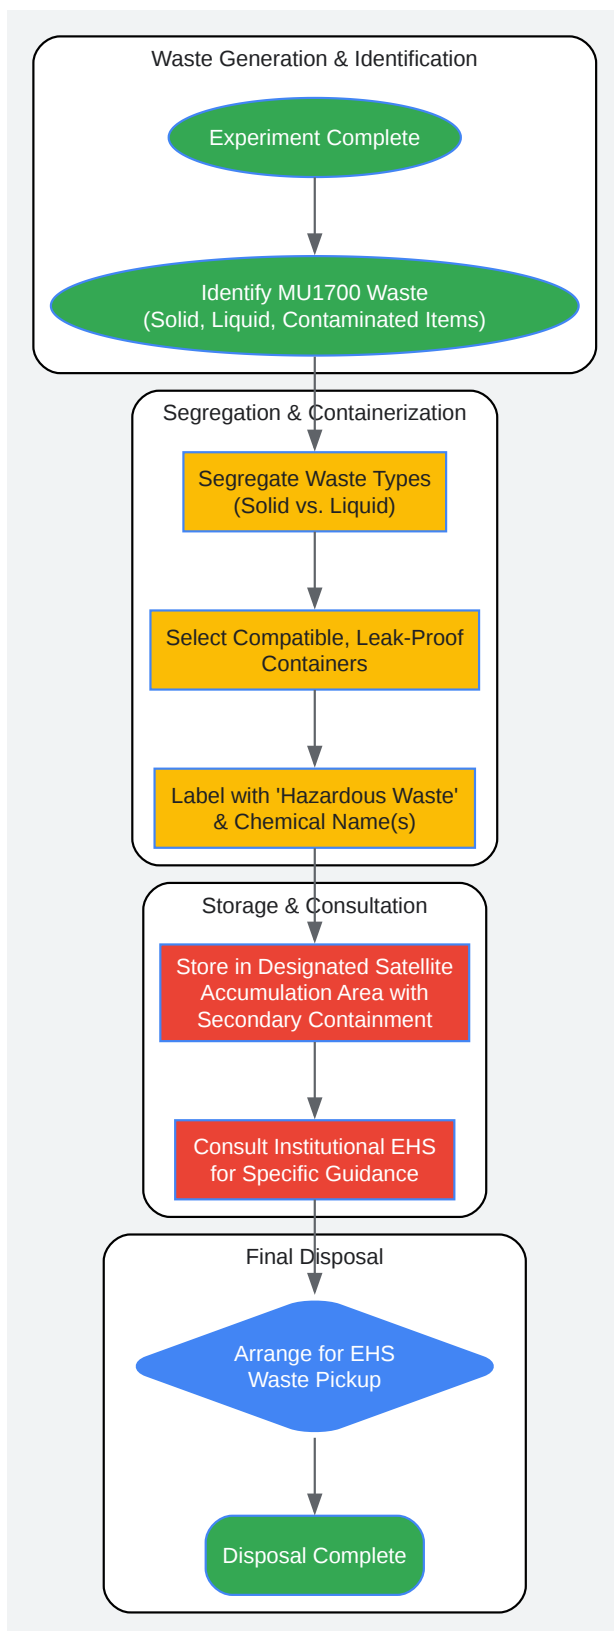 Waste Generation & Identification
Experiment Complete
Identify MU1700 Waste
(Solid, Liquid, Contaminated Items)
Segregation & Containerization
Segregate Waste Types
(Solid vs. Liquid)
Select Compatible, Leak-Proof
Containers
Label with 'Hazardous Waste'
& Chemical Name(s)
Storage & Consultation
Store in Designated Satellite
Accumulation Area with
Secondary Containment
Consult Institutional EHS
for Specific Guidance
Final Disposal
Arrange for EHS
Waste Pickup
Disposal Complete